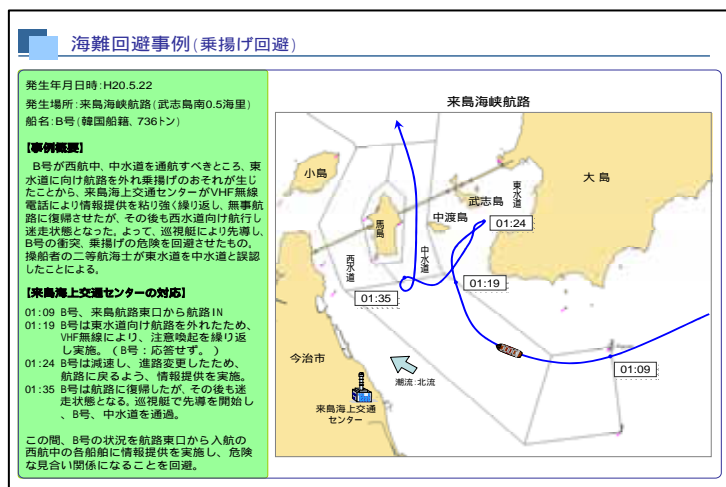 海難回避事例(乗揚げ回避)
発生年月日時:H20.5.22
発生場所:来島海峡航路(武志島南0.5海里)
船名:B号(韓国船籍、736トン)
【事例概要】
B号が西航中、中水道を通航すべきところ、東
水道に向け航路を外れ乗揚げのおそれが生じ
たことから、来島海上交通センターがVHF無線
電話により情報提供を粘り強く繰り返し、無事航
路に復帰させたが、その後も西水道向け航行し
迷走状態となった。よって、巡視艇により先導し、
B号の衝突、乗揚げの危険を回避させたもの。
操船者の二等航海士が東水道を中水道と誤認
したことによる。
【来島海上交通センターの対応】
01:09 B号、来島航路東口から航路IN
01:19 B号は東水道向け航路を外れたため、
VHF無線により、注意喚起を繰り返
し実施。(B号:応答せず。)
01:24 B号は減速し、進路変更したため、
航路に戻るよう、情報提供を実施。
01:35 B号は航路に復帰したが、その後も迷
走状態となる。巡視艇で先導を開始し
、B号、中水道を通過。
この間、B号の状況を航路東口から入航の
西航中の各船舶に情報提供を実施し、危険
な見合い関係になることを回避。
来島海峡航路
小島
大島
武志島
東水道
馬島
中渡島
中水道
西水道
01:24
01:19
01:35
01:09
今治市
潮流:北流
来島海上交通
センター